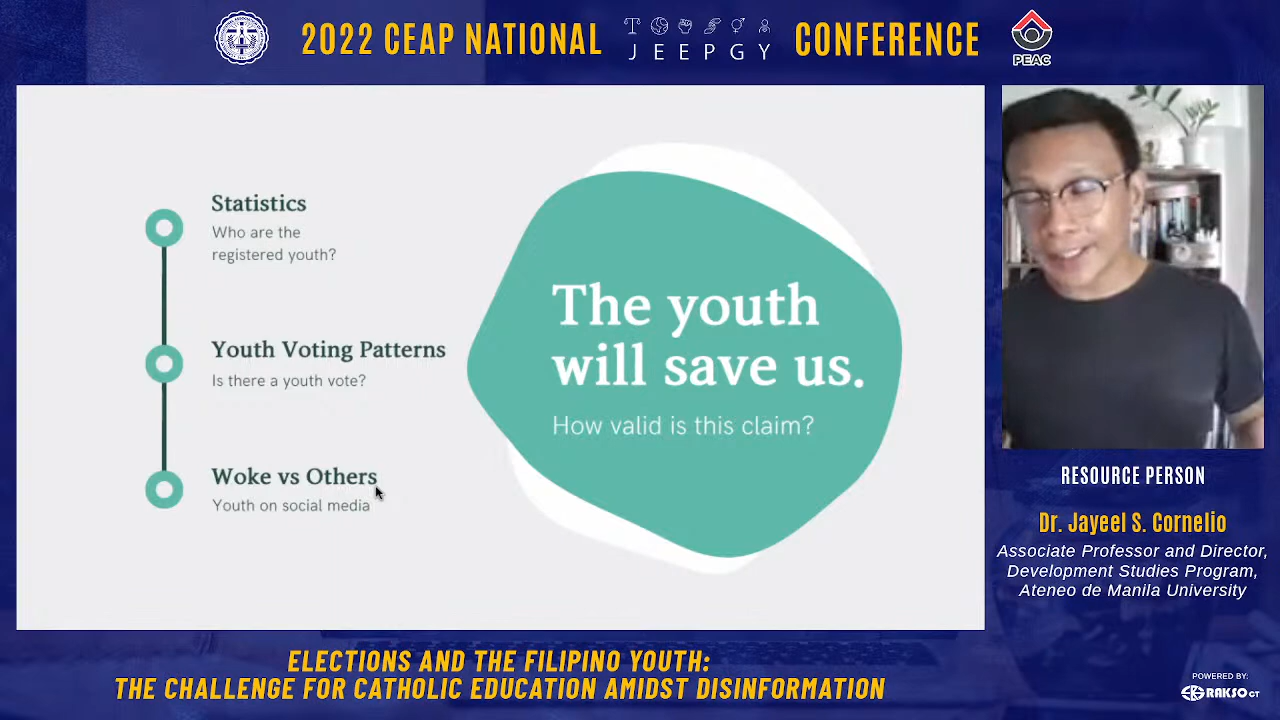 2022 CEAP NATIONAL
JEEPGY
CONFERENCE
PEAC
Statistics
Who are the
registered youth?
Youth Voting Patterns
Is there a youth vote?
Woke vs Others
Youth on social media
The youth
will save us.
How valid is this claim?
RESOURCE PERSON
Dr. Jayeel S. Cornelio
Associate Professor and Director,
Development Studies Program,
Ateneo de Manila University
ELECTIONS AND THE FILIPINO YOUTH:
THE CHALLENGE FOR CATHOLIC EDUCATION AMIDST DISINFORMATION
POWERED BY:
RAKSO CT